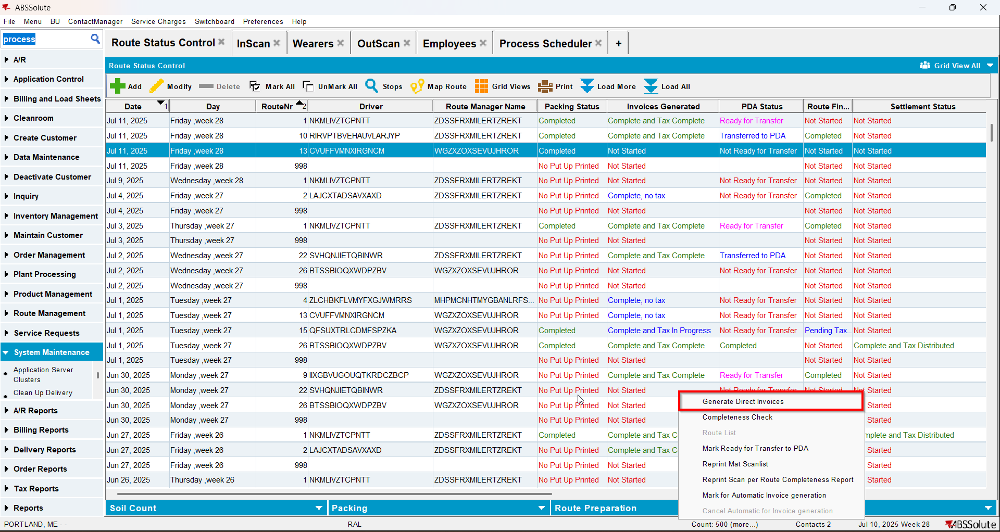 ABSSolute
File Menu BU ContactManager Service Charges Switchboard Preferences Help
process
Route Status Control InScan Wearers OutScan Employees Process Scheduler +
Route Status Control Grid View All
Add Modify Delete Mark All UnMark All Stops Map Route Grid Views Print Load More Load All
A/R
Application Control
Billing and Load Sheets
Cleanroom
Create Customer
Data Maintenance
Deactivate Customer
Inquiry
Inventory Management
Maintain Customer
Order Management
Plant Processing
Product Management
Route Management
Service Requests
System Maintenance
Application Server
Clusters
Clean Up Delivery
A/R Reports
Billing Reports
Delivery Reports
Order Reports
Tax Reports
Reports
Date 1 Day RouteNr 2 Driver Route Manager Name Packing Status Invoices Generated PDA Status Route Fin... Settlement Status
Jul 11, 2025 Friday ,week 28 1 NKMLIVZTCPNTT ZDSSFRXMILERTZREKT Completed Complete and Tax Complete Ready for Transfer Not Started Not Started
Jul 11, 2025 Friday ,week 28 10 RIRVPTBVEHAUVLARJYP ZDSSFRXMILERTZREKT Completed Complete and Tax Complete Transferred to PDA Completed Not Started
Jul 11, 2025 Friday ,week 28 13 CVUFFVMNXIRGNCM WGZXZOXSEVUJHROR Completed Not Started Not Ready for Transfer Not Started Not Started
Jul 11, 2025 Friday ,week 28 998 No Put Up Printed Not Started Not Started Not Started
Jul 9, 2025 Wednesday ,week 28 1 NKMLIVZTCPNTT ZDSSFRXMILERTZREKT No Put Up Printed Not Started Not Ready for Transfer Not Started Not Started
Jul 4, 2025 Friday ,week 27 2 LAJCXTADSAVXAXD ZDSSFRXMILERTZREKT No Put Up Printed Complete, no tax Not Ready for Transfer Completed Not Started
Jul 4, 2025 Friday ,week 27 998 No Put Up Printed Not Started Not Started Not Started
Jul 3, 2025 Thursday ,week 27 1 NKMLIVZTCPNTT ZDSSFRXMILERTZREKT Completed Complete and Tax Complete Ready for Transfer Completed Not Started
Jul 3, 2025 Thursday ,week 27 998 No Put Up Printed Not Started Not Started Not Started
Jul 2, 2025 Wednesday ,week 27 22 SVHQNJIETQBINWR ZDSSFRXMILERTZREKT No Put Up Printed Complete and Tax Complete Transferred to PDA Not Started Not Started
Jul 2, 2025 Wednesday ,week 27 26 BTSSBIOQXWDPZBV WGZXZOXSEVUJHROR No Put Up Printed Not Started Not Ready for Transfer Not Started Not Started
Jul 2, 2025 Wednesday ,week 27 998 No Put Up Printed Not Started Not Started Not Started
Jul 1, 2025 Tuesday ,week 27 4 ZLCHBKFLVMYFXGJWMRRS MHPMCNHTMYGBANLRFS... No Put Up Printed Complete, no tax Not Ready for Transfer Not Started Not Started
Jul 1, 2025 Tuesday ,week 27 13 CVUFFVMNXIRGNCM WGZXZOXSEVUJHROR No Put Up Printed Complete, no tax Not Ready for Transfer Not Started Not Started
Jul 1, 2025 Tuesday ,week 27 15 QFSUXTRLCDMFSPZKA WGZXZOXSEVUJHROR Completed Complete and Tax In Progress Not Ready for Transfer Pending Tax... Not Started
Jul 1, 2025 Tuesday ,week 27 26 BTSSBIOQXWDPZBV WGZXZOXSEVUJHROR Completed Complete and Tax Complete Completed Not Started Complete and Tax Distributed
Jul 1, 2025 Tuesday ,week 27 998 No Put Up Printed Not Started Not Started Not Started
Jun 30, 2025 Monday ,week 27 9 IIXGBVUGOUQTKRDCZBCP WGZXZOXSEVUJHROR No Put Up Printed Complete and Tax Complete Ready for Transfer Completed Not Started
Jun 30, 2025 Monday ,week 27 22 SVHQNJIETQBINWR ZDSSFRXMILERTZREKT No Put Up Printed Not Started Not Ready for Transfer Not Started Not Started
Jun 30, 2025 Monday ,week 27 26 BTSSBIOQXWDPZBV WGZXZOXSEVUJHROR No Put Up Printed Not Started Started
Jun 30, 2025 Monday ,week 27 998 No Put Up Printed Not Started Started
Jun 27, 2025 Friday ,week 26 1 NKMLIVZTCPNTT ZDSSFRXMILERTZREKT Completed Complete and Tax C mplete and Tax Distributed
Jun 27, 2025 Friday ,week 26 2 LAJCXTADSAVXAXD ZDSSFRXMILERTZREKT No Put Up Printed Complete and Tax C Started
Jun 27, 2025 Friday ,week 26 998 No Put Up Printed Not Started Started
Jun 26, 2025 Thursday ,week 26 1 NKMLIVZTCPNTT ZDSSFRXMILERTZREKT No Put Up Printed Not Started Started
Generate Direct Invoices
Completeness Check
Route List
Mark Ready for Transfer to PDA
Reprint Mat Scanlist
Reprint Scan per Route Completeness Report
Mark for Automatic Invoice generation
Cancel Automatic for Invoice generation
Soil Count Packing Route Preparation
PORTLAND, ME - - RAL Count: 500 (more...) Contacts 2 Jul 10, 2025 Week 28 ABSSolute